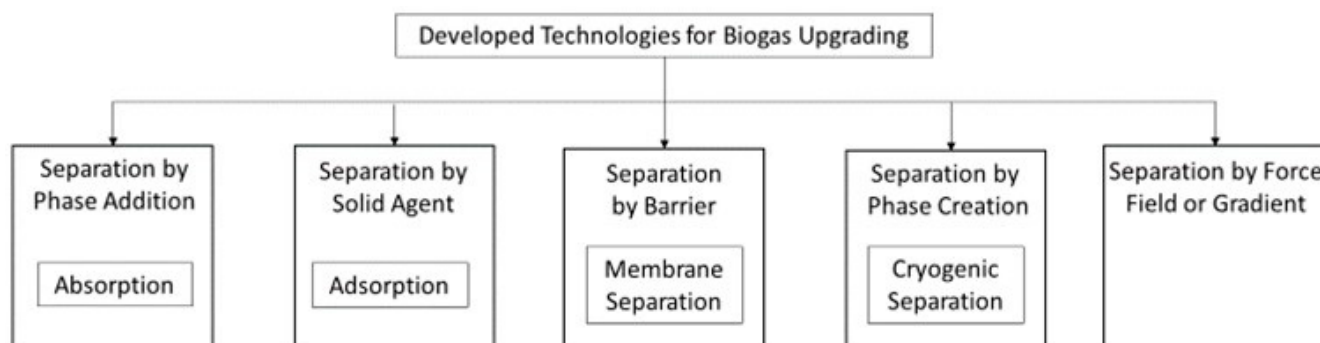 Developed Technologies for Biogas Upgrading
Separation by
Phase Addition
Absorption
Separation by
Solid Agent
Adsorption
Separation
by Barrier
Membrane
Separation
Separation by
Phase Creation
Cryogenic
Separation
Separation by Force
Field or Gradient